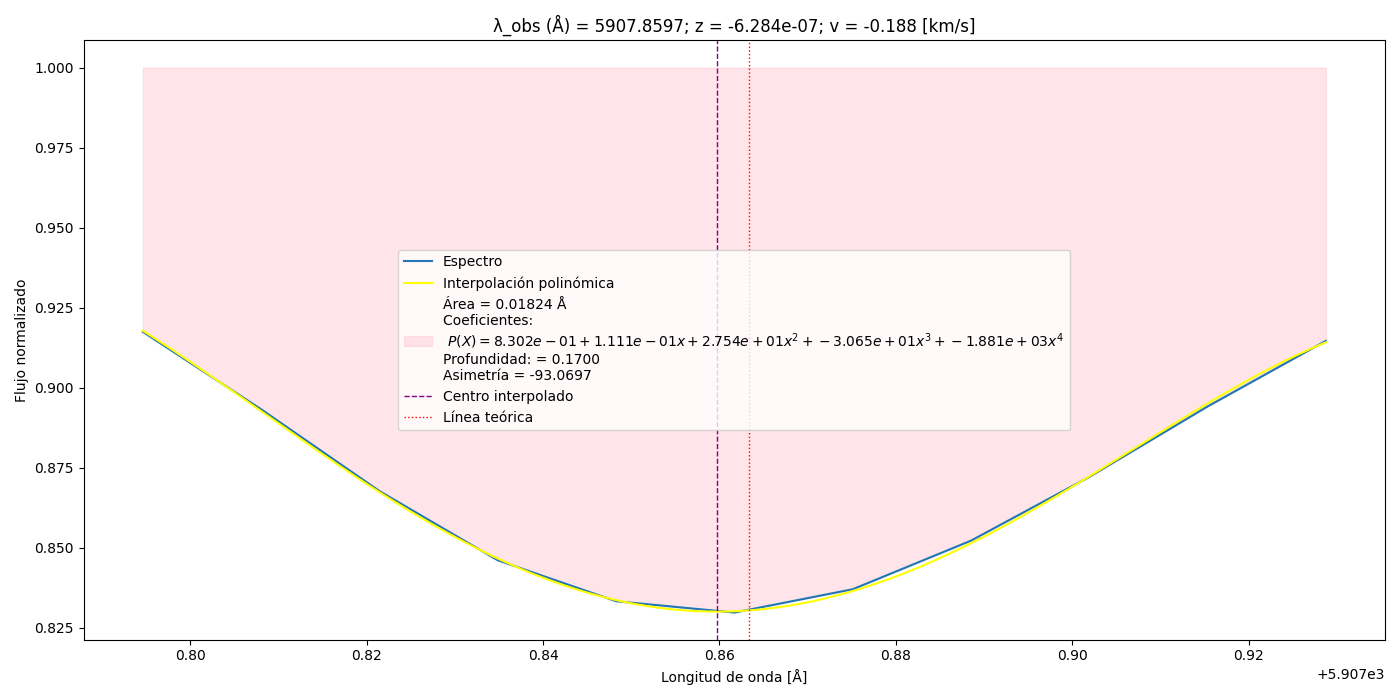 λ_obs (Å) = 5907.8597; z = -6.284e-07; v = -0.188 [km/s]
Flujo normalizado
1.000
0.975
0.950
0.925
0.900
0.875
0.850
0.825
Espectro
Interpolación polinómica
Área = 0.01824 Å
Coeficientes:
P(X) = 8.302e − 01 + 1.111e − 01x + 2.754e + 01x² + −3.065e + 01x³ + −1.881e + 03x⁴
Profundidad: = 0.1700
Asimetría = -93.0697
Centro interpolado
Línea teórica
0.80 0.82 0.84 0.86 0.88 0.90 0.92
+5.907e3
Longitud de onda [Å]